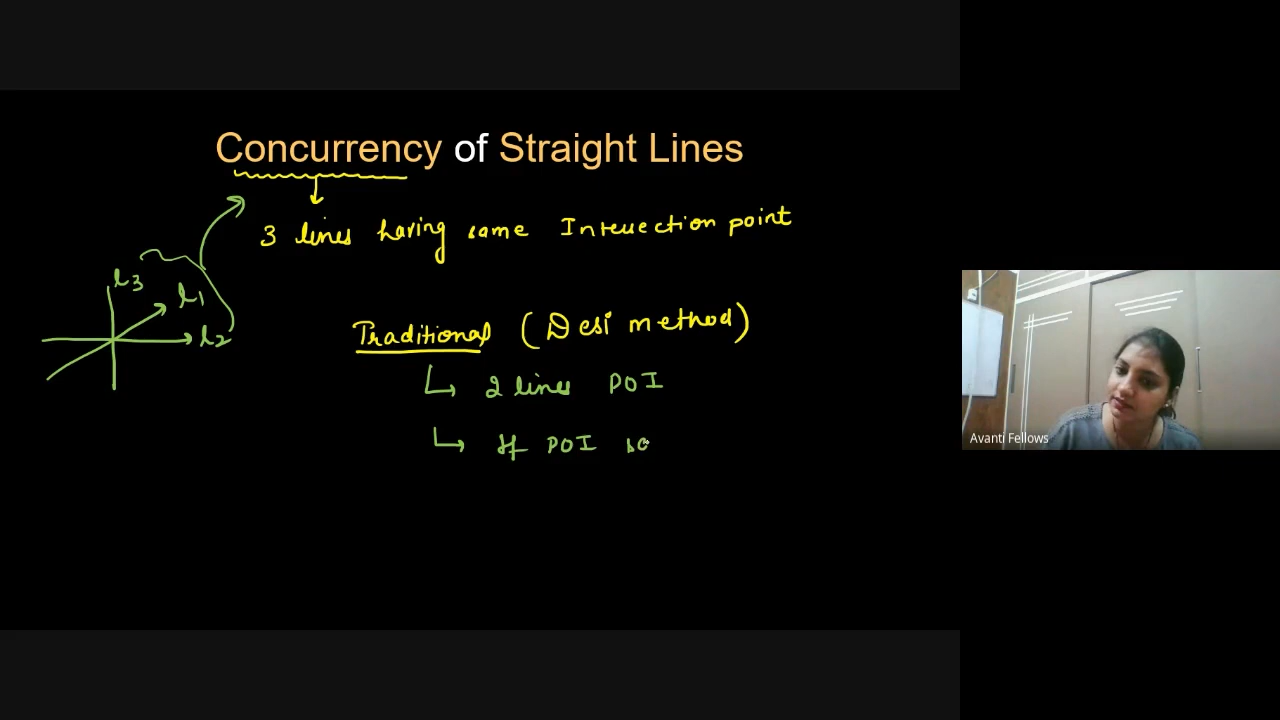 Concurrency of Straight Lines
3 lines having same Intersection point
l3
l1
l2
Traditional (Desi method)
↳ 2 lines POI
↳ If POI sa
Avanti Fellows